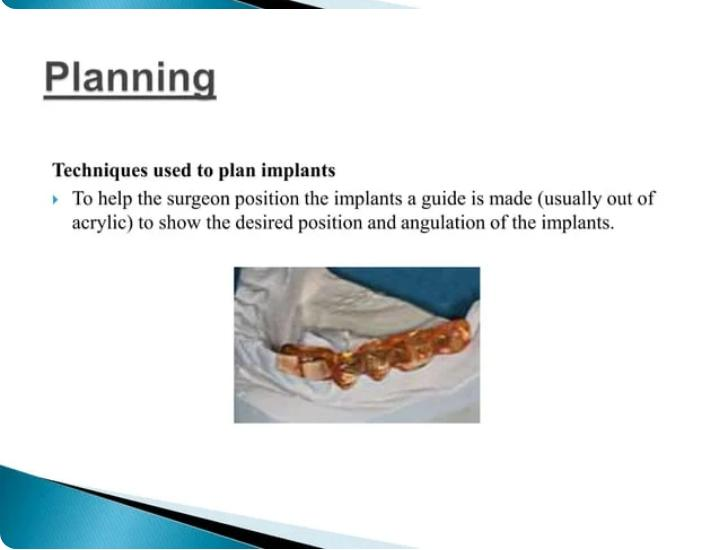 Planning
Techniques used to plan implants
To help the surgeon position the implants a guide is made (usually out of
acrylic) to show the desired position and angulation of the implants.